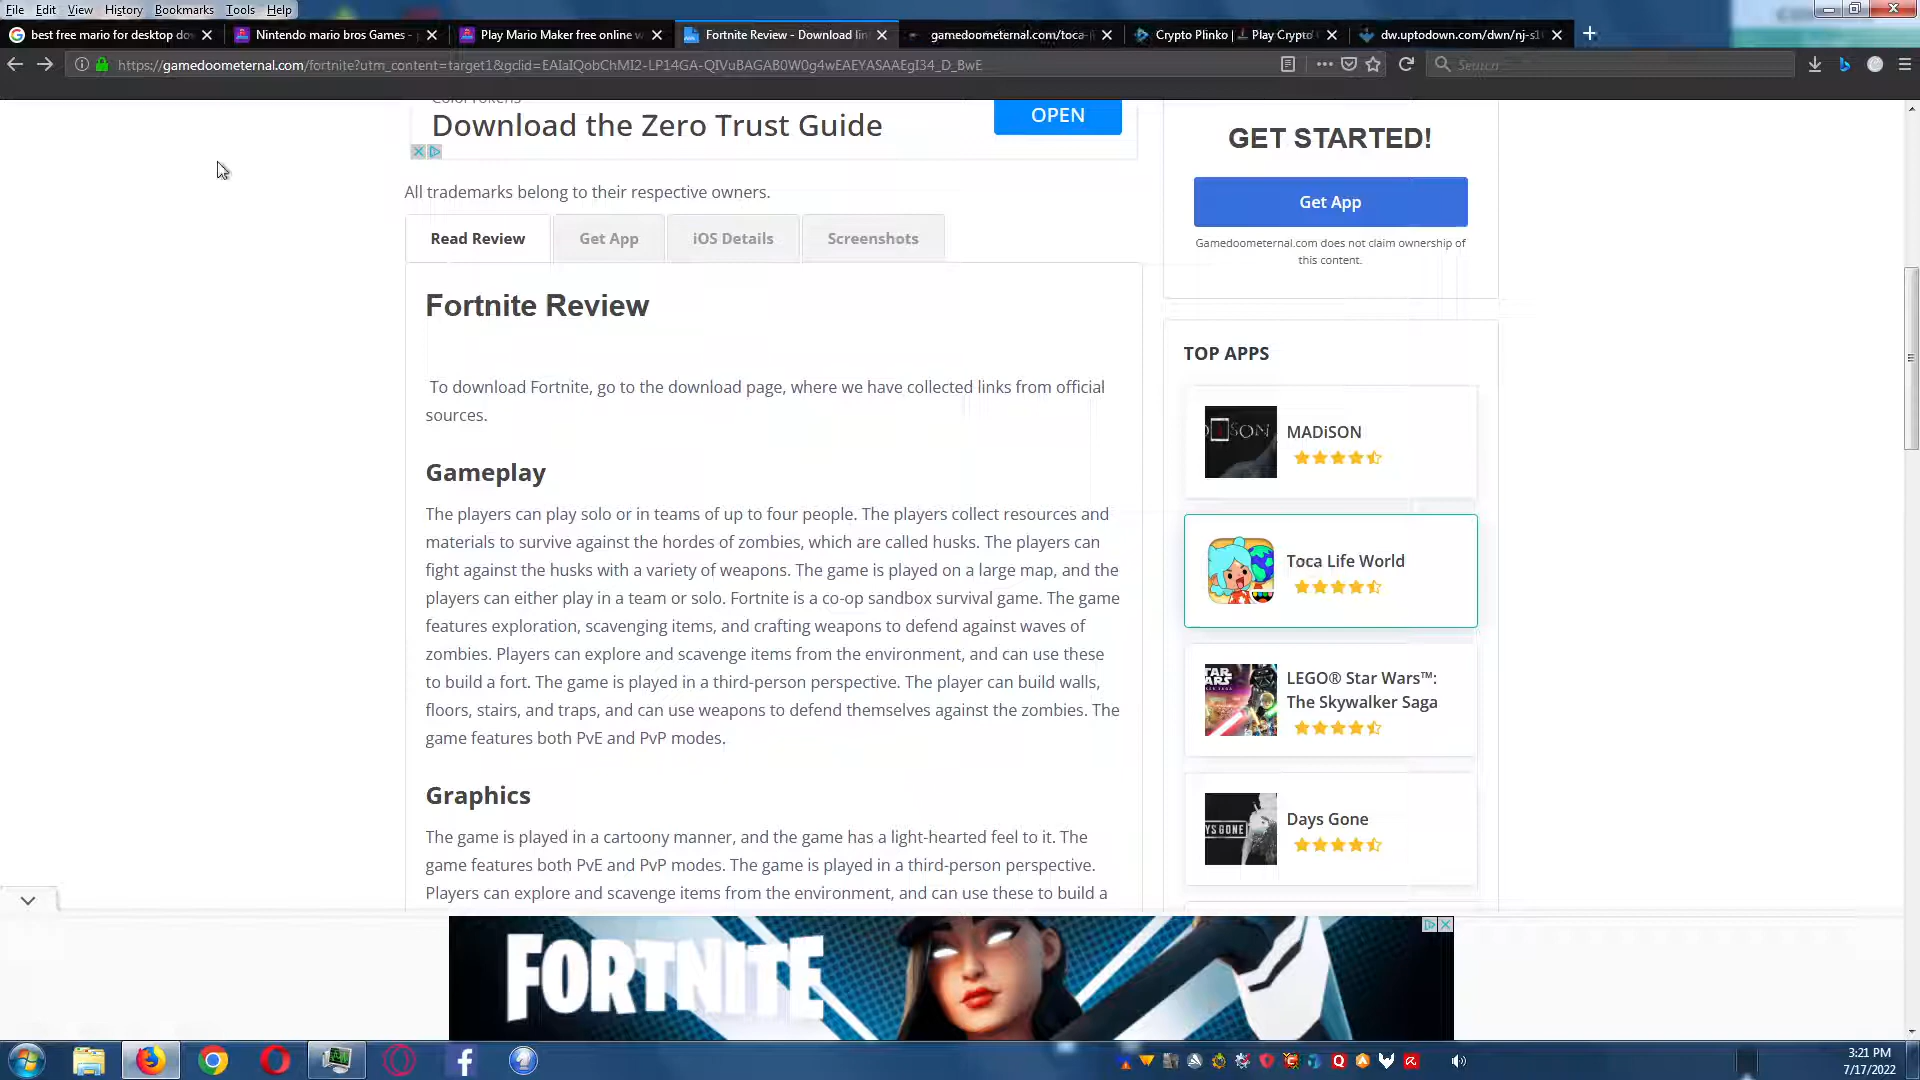 File Edit View History Bookmarks Tools Help
best free mario for desktop do
Nintendo mario bros Games -
Play Mario Maker free online w
Fortnite Review - Download lin
gamedoometernal.com/toca-l
Crypto Plinko | Play Crypto
dw.uptodown.com/dwn/nj-s1
https://gamedoometernal.com/fortnite?utm_content=target1&gclid=EAIaIQobChMI2-LP14GA-QIVuBAGAB0W0g4wEAEYASAAEgI34_D_BwE
Search
ColorTokens
Download the Zero Trust Guide
OPEN
All trademarks belong to their respective owners.
Read Review Get App iOS Details Screenshots
Fortnite Review
To download Fortnite, go to the download page, where we have collected links from official
sources.
Gameplay
The players can play solo or in teams of up to four people. The players collect resources and
materials to survive against the hordes of zombies, which are called husks. The players can
fight against the husks with a variety of weapons. The game is played on a large map, and the
players can either play in a team or solo. Fortnite is a co-op sandbox survival game. The game
features exploration, scavenging items, and crafting weapons to defend against waves of
zombies. Players can explore and scavenge items from the environment, and can use these
to build a fort. The game is played in a third-person perspective. The player can build walls,
floors, stairs, and traps, and can use weapons to defend themselves against the zombies. The
game features both PvE and PvP modes.
Graphics
The game is played in a cartoony manner, and the game has a light-hearted feel to it. The
game features both PvE and PvP modes. The game is played in a third-person perspective.
Players can explore and scavenge items from the environment, and can use these to build a
GET STARTED!
Get App
Gamedoometernal.com does not claim ownership of
this content.
TOP APPS
MADiSON
Toca Life World
LEGO® Star Wars™:
The Skywalker Saga
Days Gone
FORTNITE
3:21 PM
7/17/2022